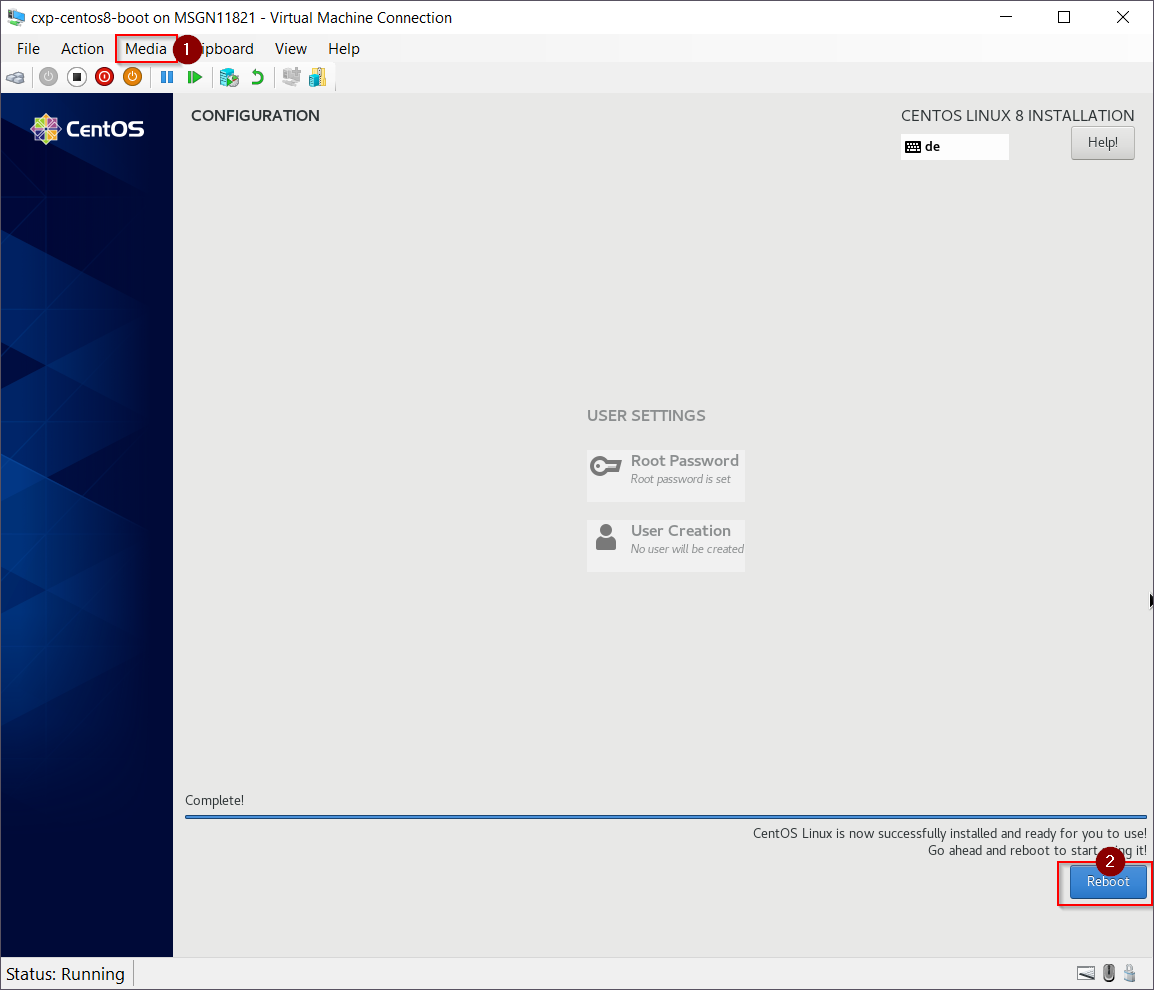 cxp-centos8-boot on MSGN11821 - Virtual Machine Connection
File Action Media 1 ipboard View Help
CentOS
CONFIGURATION
CENTOS LINUX 8 INSTALLATION
de
Help!
USER SETTINGS
Root Password
Root password is set
User Creation
No user will be created
Complete!
CentOS Linux is now successfully installed and ready for you to use!
Go ahead and reboot to start ng it!
2
Reboot
Status: Running